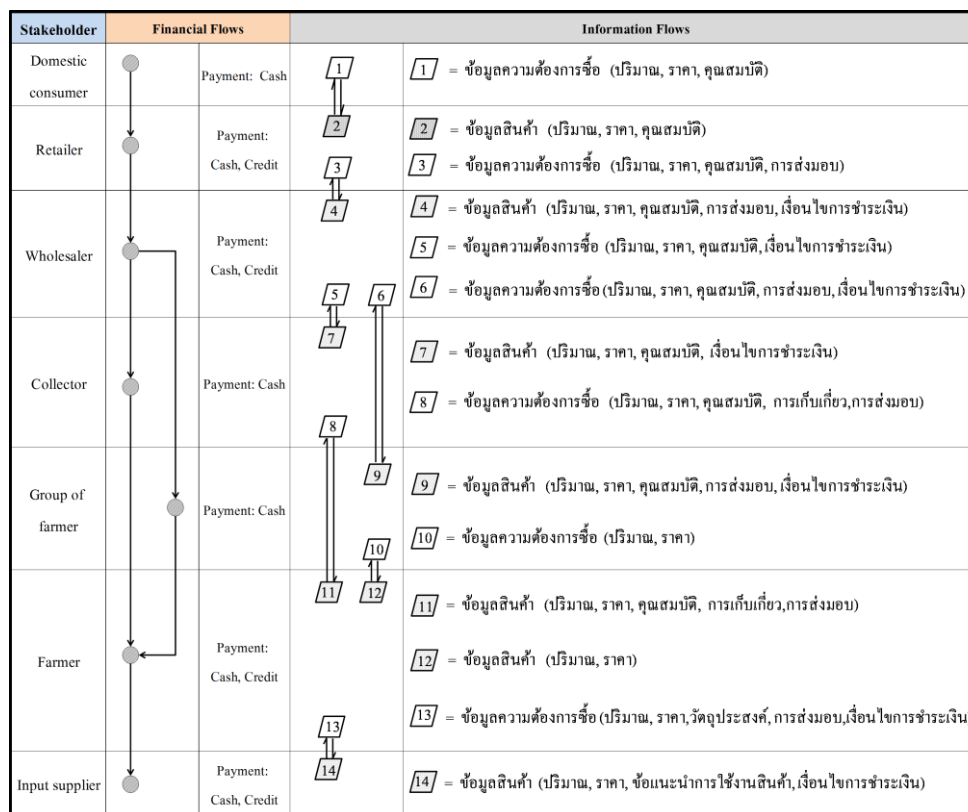 Stakeholder Financial Flows Information Flows
Domestic consumer
Payment: Cash
1
2
1 = ข้อมูลความต้องการซื้อ (ปริมาณ, ราคา, คุณสมบัติ)
Retailer
Payment:
Cash, Credit
3
2 = ข้อมูลสินค้า (ปริมาณ, ราคา, คุณสมบัติ)
3 = ข้อมูลความต้องการซื้อ (ปริมาณ, ราคา, คุณสมบัติ, การส่งมอบ)
Wholesaler
Payment:
Cash, Credit
4
5
6
4 = ข้อมูลสินค้า (ปริมาณ, ราคา, คุณสมบัติ, การส่งมอบ, เงื่อนไขการชำระเงิน)
5 = ข้อมูลความต้องการซื้อ (ปริมาณ, ราคา, คุณสมบัติ,เงื่อนไขการชำระเงิน)
6 = ข้อมูลความต้องการซื้อ(ปริมาณ, ราคา, คุณสมบัติ, การส่งมอบ, เงื่อนไขการชำระเงิน)
Collector
Payment: Cash
7
8
7 = ข้อมูลสินค้า (ปริมาณ, ราคา, คุณสมบัติ, เงื่อนไขการชำระเงิน)
8 = ข้อมูลความต้องการซื้อ (ปริมาณ, ราคา, คุณสมบัติ, การเก็บเกี่ยว,การส่งมอบ)
Group of
farmer
Payment: Cash
9
10
9 = ข้อมูลสินค้า (ปริมาณ, ราคา, คุณสมบัติ, การส่งมอบ, เงื่อนไขการชำระเงิน)
10 = ข้อมูลความต้องการซื้อ (ปริมาณ, ราคา)
Farmer
Payment:
Cash, Credit
11
12
13
11 = ข้อมูลสินค้า (ปริมาณ, ราคา, คุณสมบัติ, การเก็บเกี่ยว,การส่งมอบ)
12 = ข้อมูลสินค้า (ปริมาณ, ราคา)
13 = ข้อมูลความต้องการซื้อ(ปริมาณ, ราคา,วัตถุประสงค์, การส่งมอบ,เงื่อนไขการชำระเงิน)
Input supplier
Payment:
Cash, Credit
14
14 = ข้อมูลสินค้า (ปริมาณ, ราคา, ข้อแนะนำการใช้งานสินค้า,เงื่อนไขการชำระเงิน)